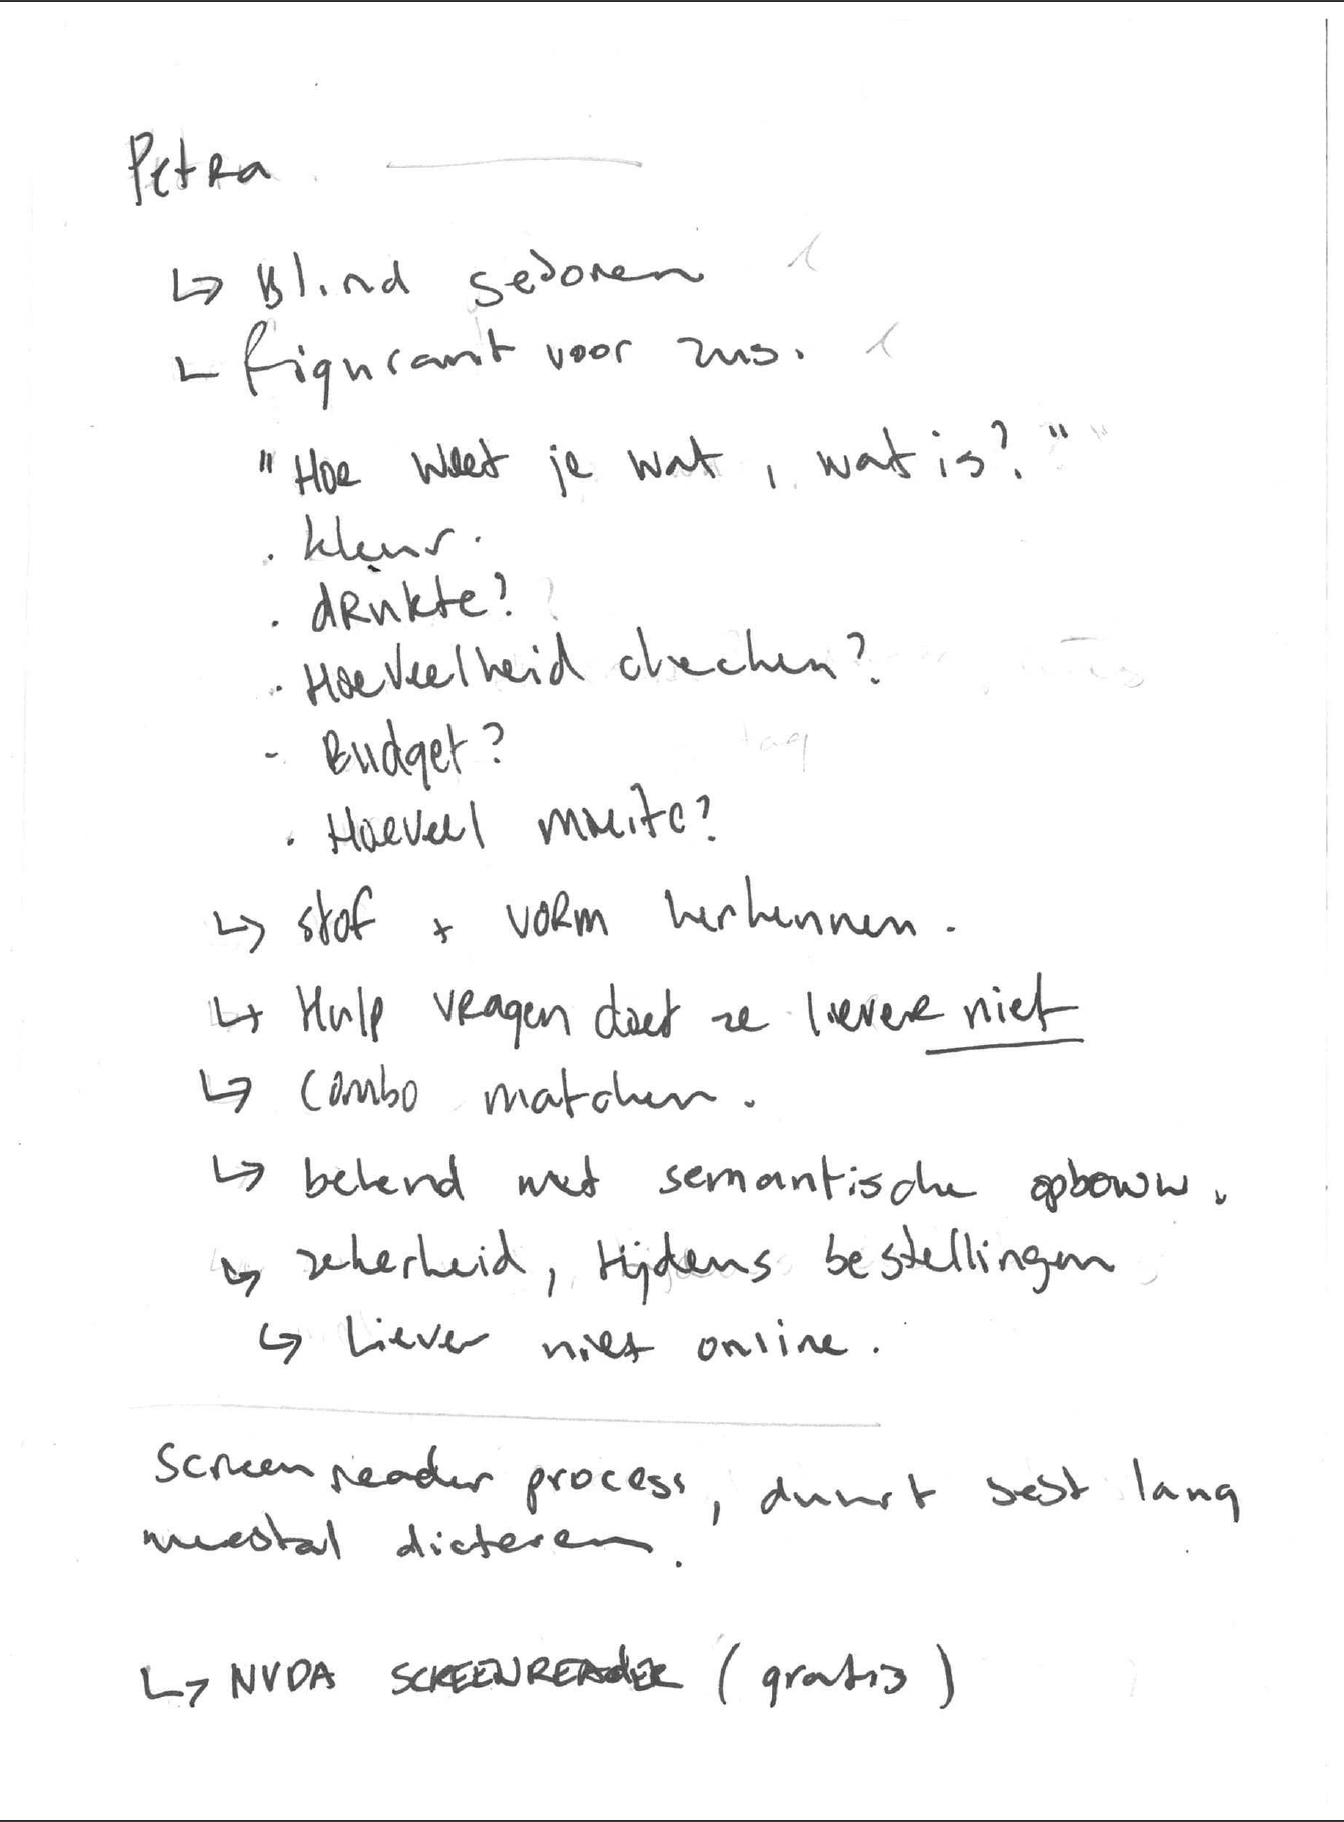 Petra
↳ Blind geboren
↳ figurant voor zus.
"Hoe weet je wat, wat is?"
. kleur.
. drukte?
. Hoeveelheid checken?
- Budget?
. Hoeveel moeite?
↳ stof + vorm herkennen.
↳ Hulp vragen doet ze liever niet
↳ combo matchen.
↳ bekend met semantische opbouw.
↳ zekerheid, tijdens bestellingen
↳ Liever niet online.
Screenreader process, duurt best lang
meestal dicteren.
↳ NVDA SCREENREADER (gratis)